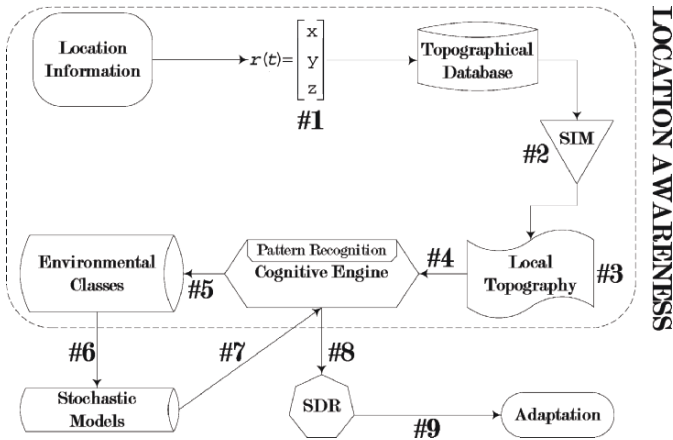 Location
Information
r(t)=
x
y
z
#1
Topographical
Database
#2
SIM
Local
Topography
#3
#4
Pattern Recognition
Cognitive Engine
#5
Environmental
Classes
#6
Stochastic
Models
#7
#8
SDR
#9
Adaptation
LOCATION AWARENESS